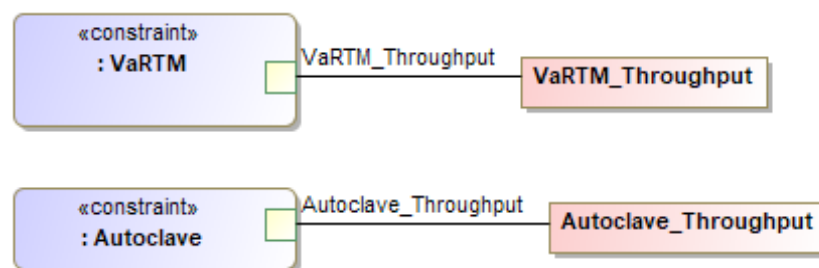 «constraint»
: VaRTM
VaRTM_Throughput
VaRTM_Throughput
«constraint»
: Autoclave
Autoclave_Throughput
Autoclave_Throughput